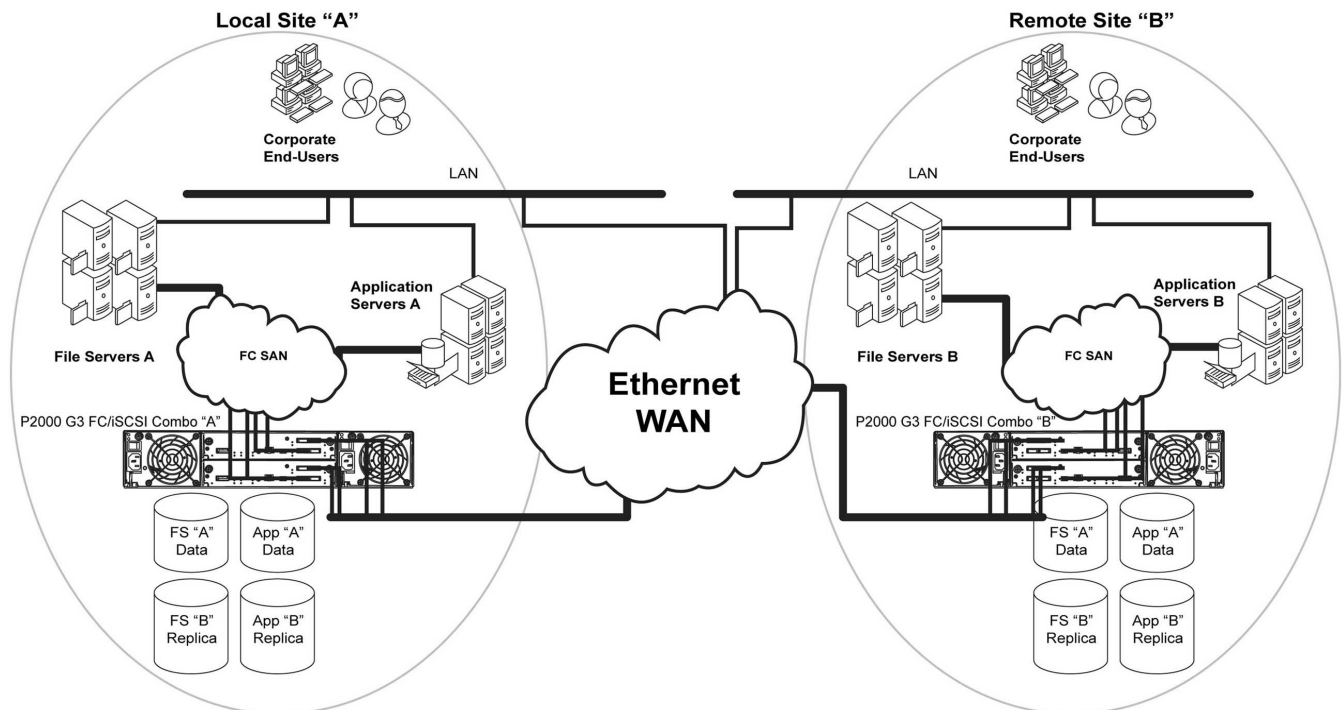 Local Site “A”
Remote Site “B”
Corporate
End-Users
Corporate
End-Users
LAN
LAN
Application
Servers A
Application
Servers B
File Servers A
FC SAN
File Servers B
FC SAN
Ethernet
WAN
P2000 G3 FC/iSCSI Combo “A”
P2000 G3 FC/iSCSI Combo “B”
FS “A”
Data
App “A”
Data
FS “A”
Data
App “A”
Data
FS “B”
Replica
App “B”
Replica
FS “B”
Replica
App “B”
Replica